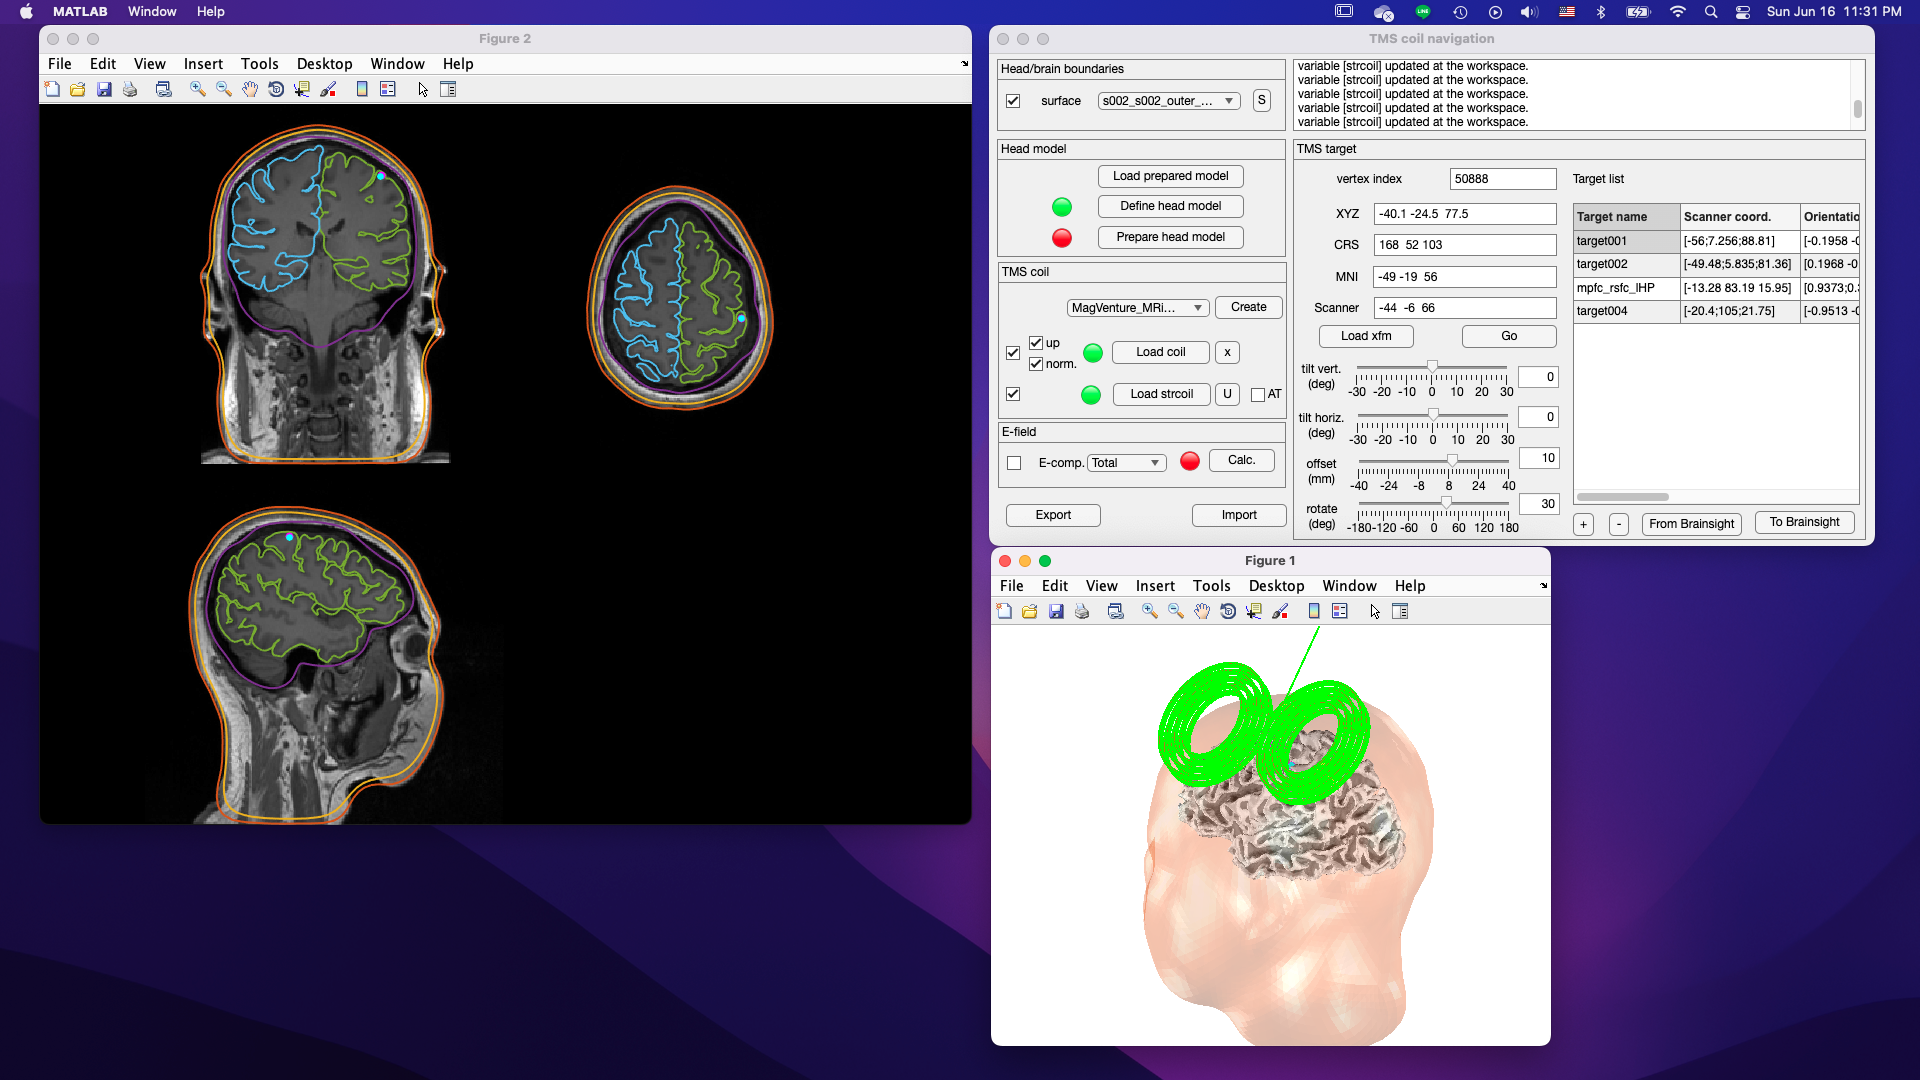 MATLAB Window Help
Sun Jun 16 11:31 PM
Figure 2
File Edit View Insert Tools Desktop Window Help
TMS coil navigation
Head/brain boundaries
surface s002_s002_outer_... S
variable [strcoil] updated at the workspace.
variable [strcoil] updated at the workspace.
variable [strcoil] updated at the workspace.
variable [strcoil] updated at the workspace.
variable [strcoil] updated at the workspace.
Head model
Load prepared model
Define head model
Prepare head model
TMS coil
MagVenture_MRi... Create
up
norm.
Load coil x
Load strcoil U AT
E-field
E-comp. Total Calc.
Export Import
TMS target
vertex index 50888
XYZ -40.1 -24.5 77.5
CRS 168 52 103
MNI -49 -19 56
Scanner -44 -6 66
Load xfm Go
tilt vert.
(deg)
0
-30 -20 -10 0 10 20 30
tilt horiz.
(deg)
0
-30 -20 -10 0 10 20 30
offset
(mm)
10
-40 -24 -8 8 24 40
rotate
(deg)
30
-180 -120 -60 0 60 120 180
Target list
Target name Scanner coord. Orientatio
target001 [-56;7.256;88.81] [-0.1958 -0
target002 [-49.48;5.835;81.36] [0.1968 -0
mpfc_rsfc_lHP [-13.28 83.19 15.95] [0.9373;0.
target004 [-20.4;105;21.75] [-0.9513 -0
+ - From Brainsight To Brainsight
Figure 1
File Edit View Insert Tools Desktop Window Help